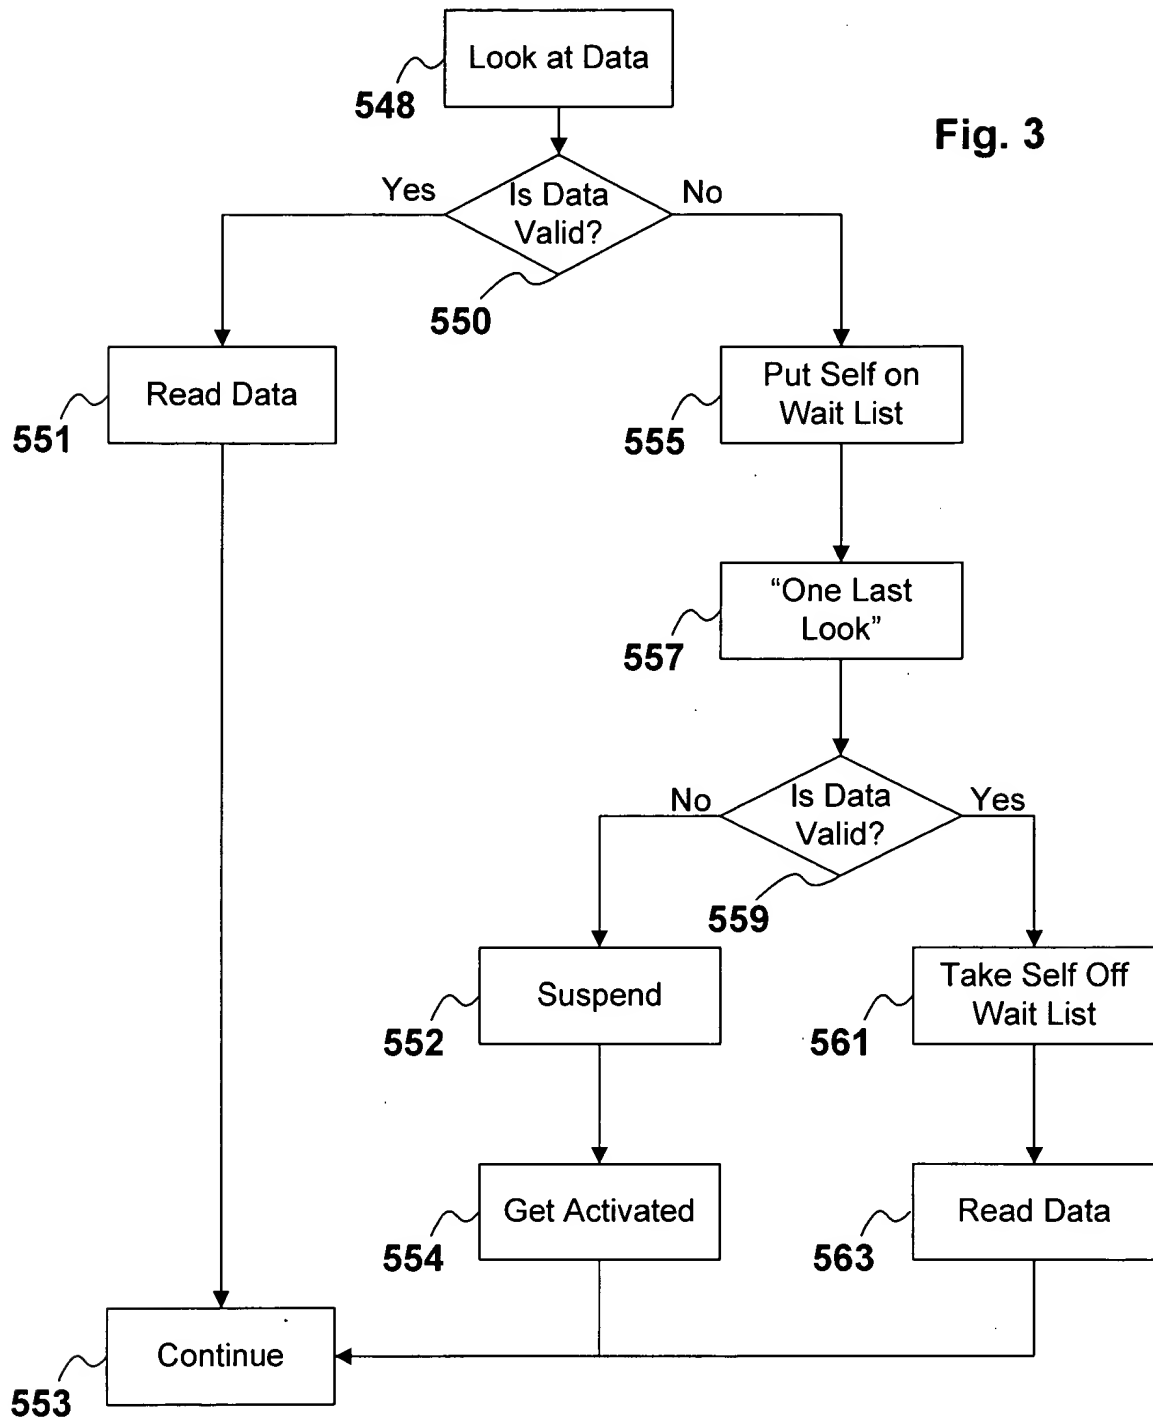 Look at Data
548
Fig. 3
Yes
No
Is Data
Valid?
550
Read Data
551
Put Self on
Wait List
555
“One Last
Look”
557
No
Yes
Is Data
Valid?
559
Suspend
552
Take Self Off
Wait List
561
Get Activated
554
Read Data
563
Continue
553